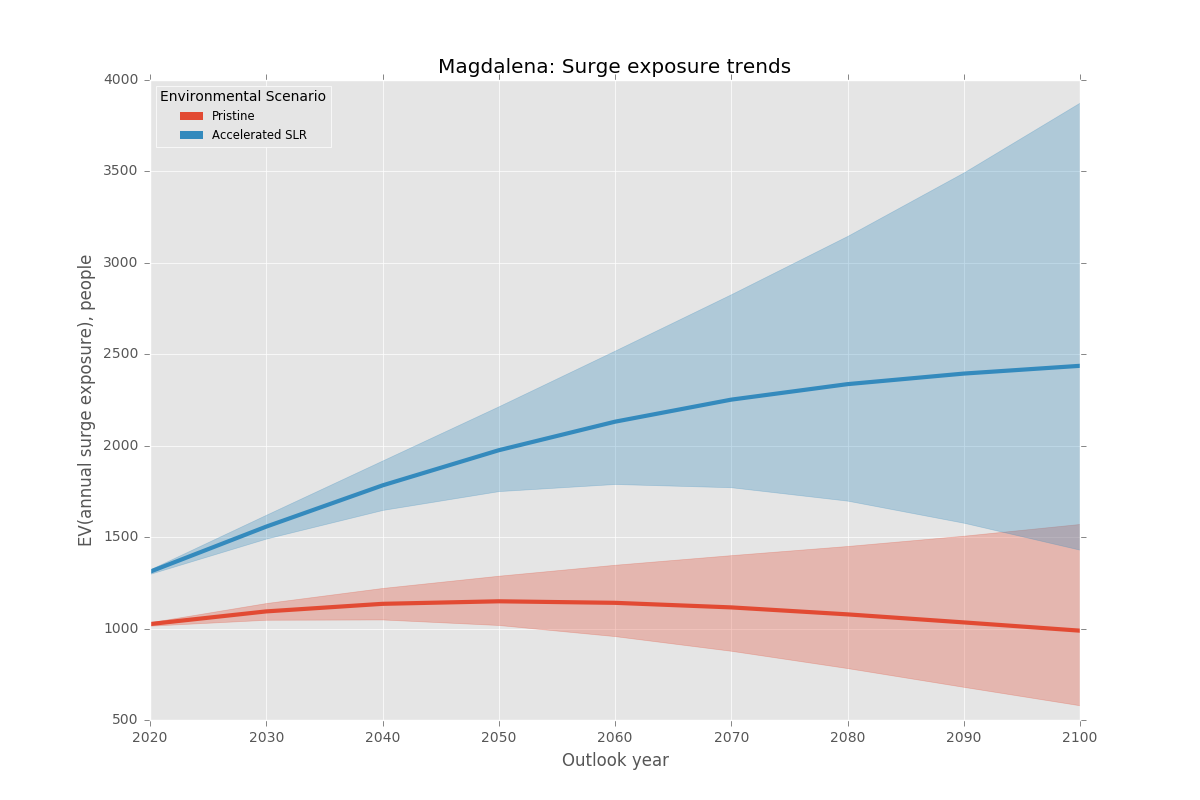 Magdalena: Surge exposure trends
4000
Environmental Scenario
Pristine
Accelerated SLR
3500
3000
2500
2000
1500
1000
500
EV(annual surge exposure), people
2020 2030 2040 2050 2060 2070 2080 2090 2100
Outlook year